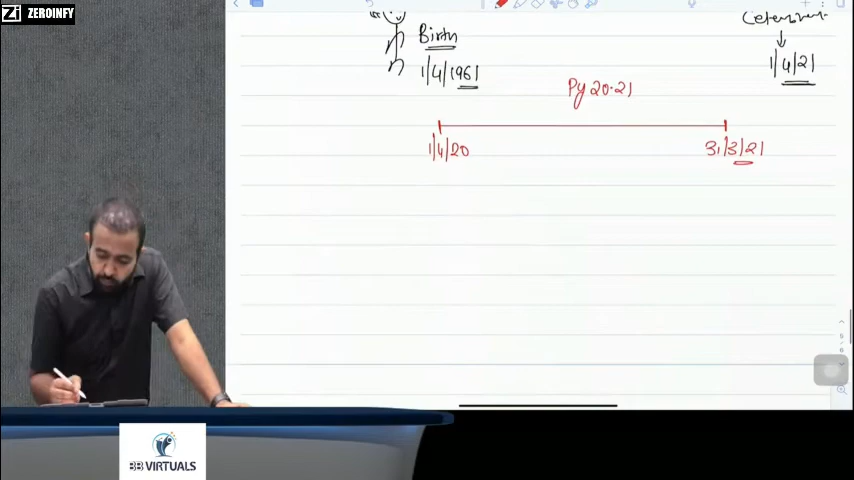 Zi ZEROINFY
Birth
1/4/1961
1/4/21
Py 20-21
1/4/20
31/3/21
BB VIRTUALS